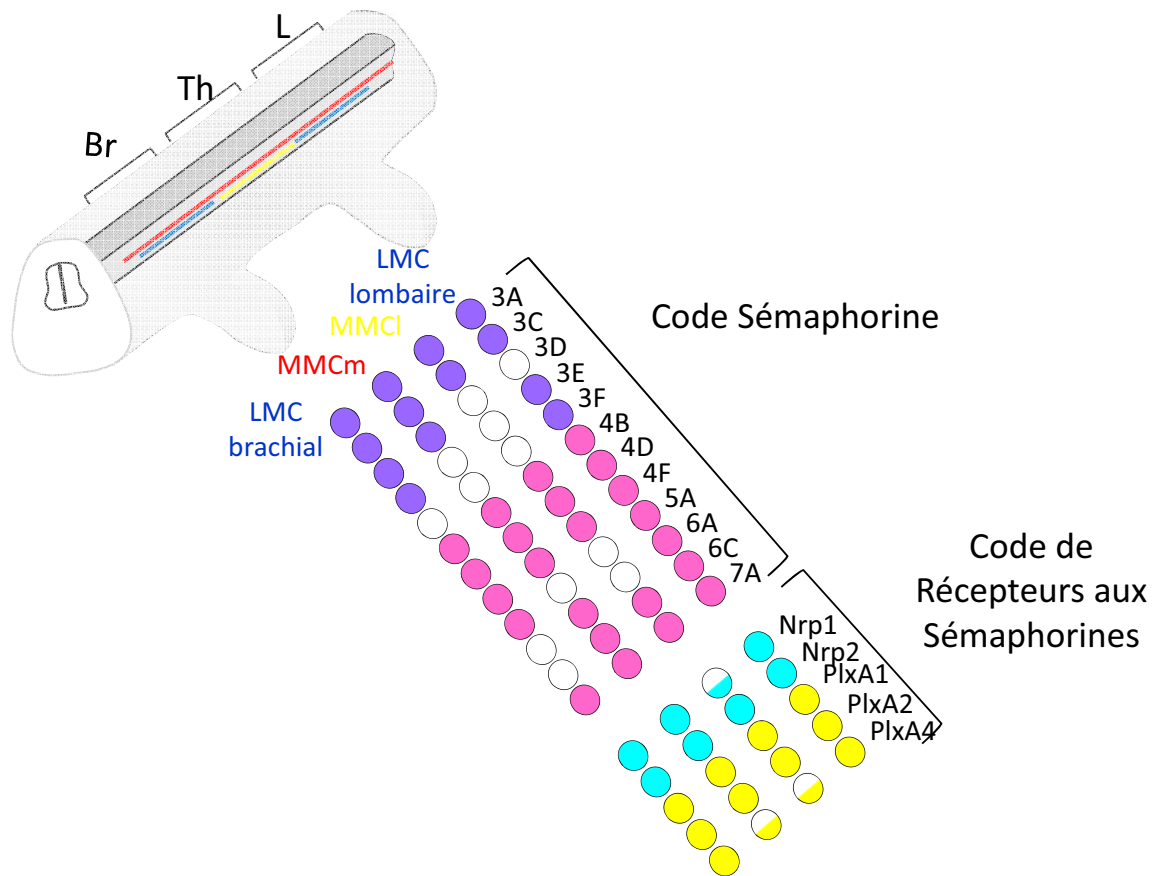 L
Th
Br
LMC
lombaire
MMCl
MMCm
LMC
brachial
3A
3C
3D
3E
3F
4B
4D
4F
5A
6A
6C
7A
Code Sémaphorine
Code de
Récepteurs aux
Sémaphorines
Nrp1
Nrp2
PlxA1
PlxA2
PlxA4